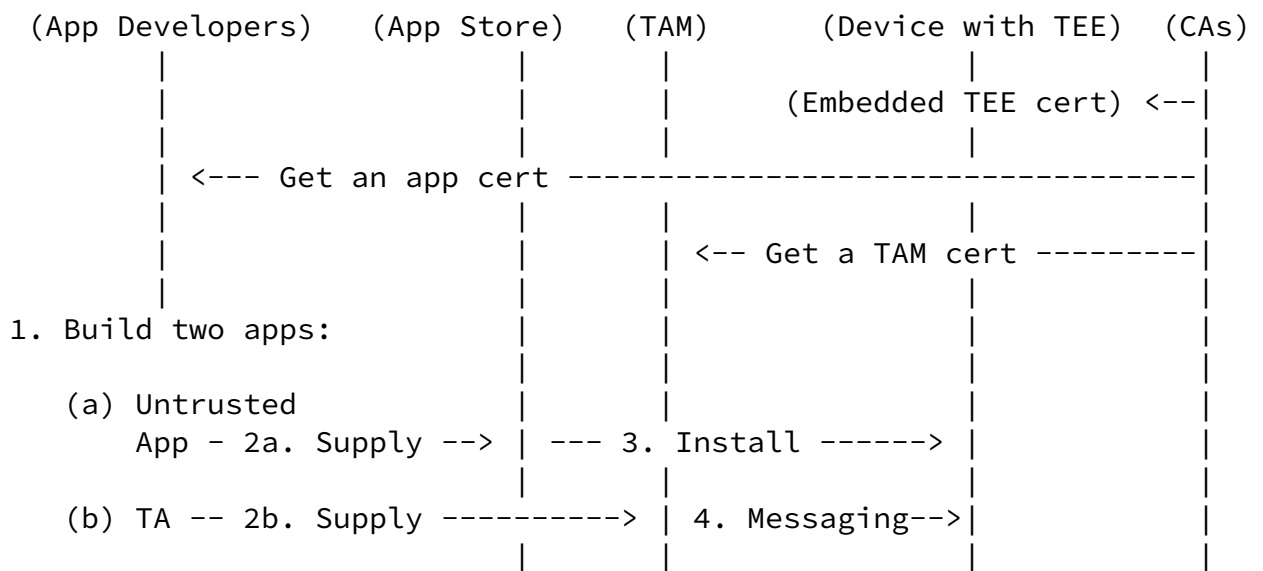 (App Developers) (App Store) (TAM) (Device with TEE) (CAs)
(Embedded TEE cert) <--
<--- Get an app cert -----------------------------------
<-- Get a TAM cert ---------
1. Build two apps:
(a) Untrusted
App - 2a. Supply --> | --- 3. Install ------> |
(b) TA -- 2b. Supply ----------> | 4. Messaging-->|